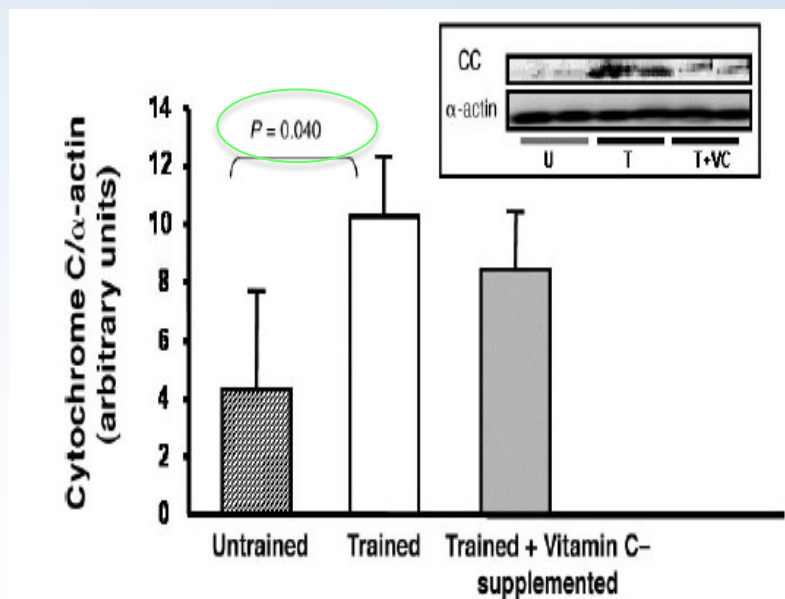 CC
α-actin
U T T+VC
P = 0.040
Cytochrome C/α-actin
(arbitrary units)
14
12
10
8
6
4
2
0
Untrained Trained Trained + Vitamin C–
supplemented